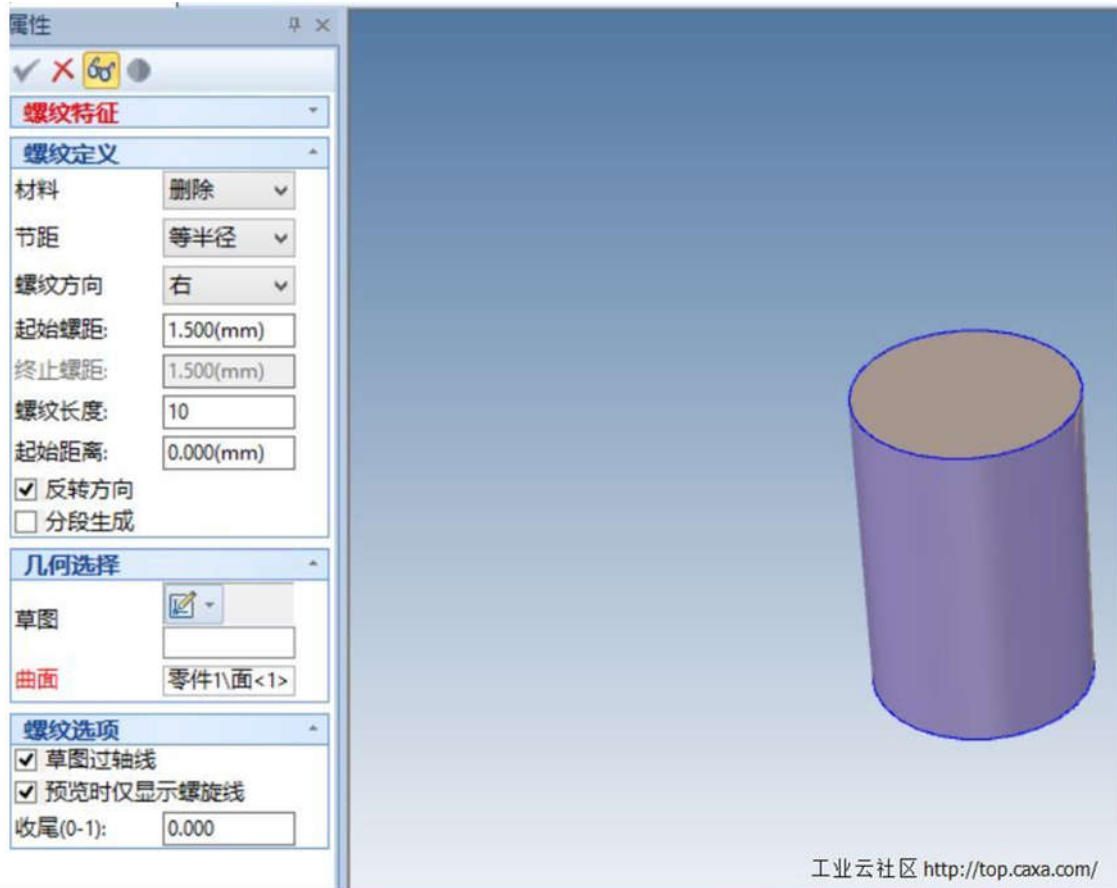 属性
螺纹特征
螺纹定义
材料 删除
节距 等半径
螺纹方向 右
起始螺距: 1.500(mm)
终止螺距: 1.500(mm)
螺纹长度: 10
起始距离: 0.000(mm)
反转方向
分段生成
几何选择
草图
曲面 零件1\面<1>
螺纹选项
草图过轴线
预览时仅显示螺旋线
收尾(0-1): 0.000
工业云社区 http://top.caxa.com/